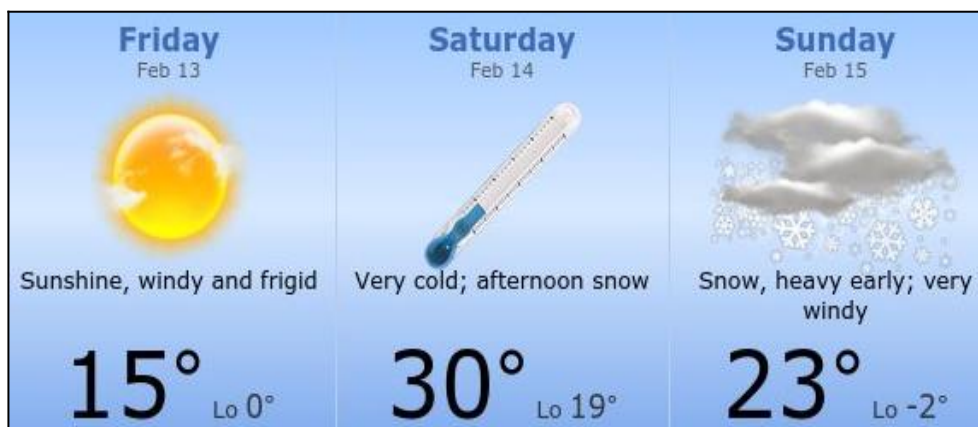 Friday
Feb 13
Sunshine, windy and frigid
15° Lo 0°
Saturday
Feb 14
Very cold; afternoon snow
30° Lo 19°
Sunday
Feb 15
Snow, heavy early; very
windy
23° Lo -2°